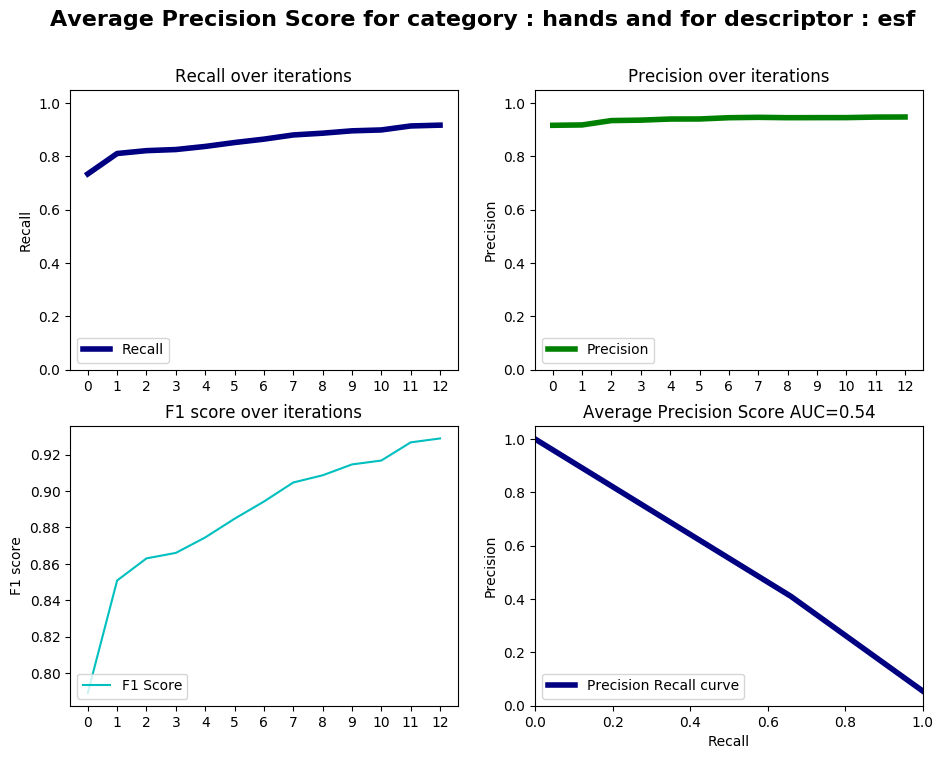 Average Precision Score for category : hands and for descriptor : esf
Recall over iterations
1.0
0.8
0.6
0.4
0.2
0.0
Recall
Recall
0 1 2 3 4 5 6 7 8 9 10 11 12
Precision over iterations
1.0
0.8
0.6
0.4
0.2
0.0
Precision
Precision
0 1 2 3 4 5 6 7 8 9 10 11 12
F1 score over iterations
0.92
0.90
0.88
0.86
0.84
0.82
0.80
F1 score
F1 Score
0 1 2 3 4 5 6 7 8 9 10 11 12
Average Precision Score AUC=0.54
1.0
0.8
0.6
0.4
0.2
0.0
Precision
Precision Recall curve
0.0 0.2 0.4 0.6 0.8 1.0
Recall